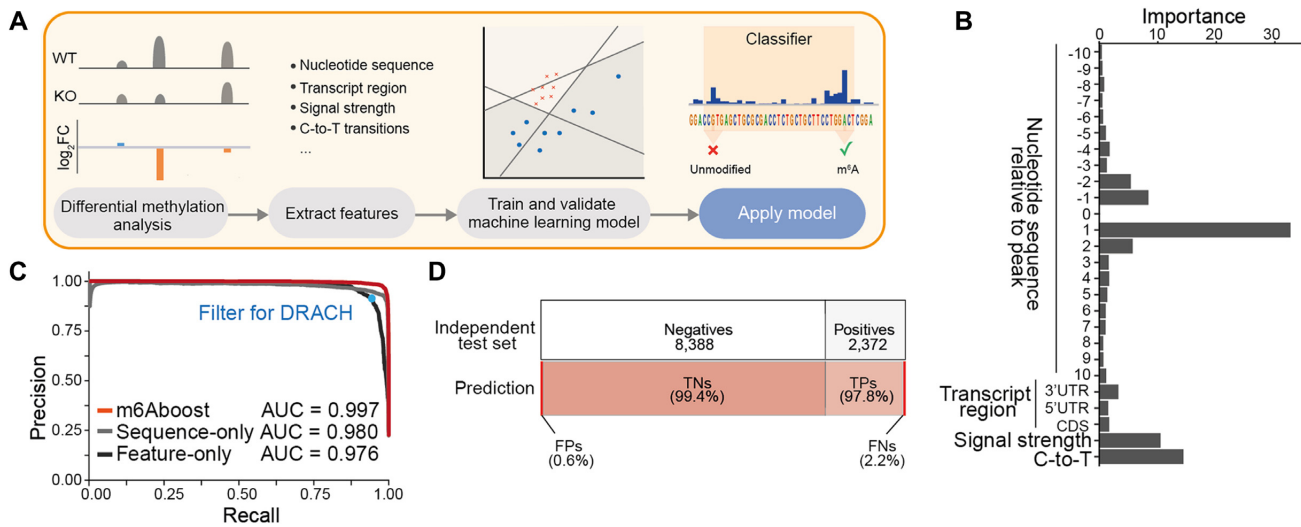 A
WT
KO
log2FC
• Nucleotide sequence
• Transcript region
• Signal strength
• C-to-T transitions
...
Classifier
GGACCGTGAGCTGCGCGACCTCTGCTGCTTCCTGGACTCGGA
Unmodified
m⁶A
Differential methylation
analysis
Extract features
Train and validate
machine learning model
Apply model
B
Importance
0 10 20 30
Nucleotide sequence
relative to peak
-10
-9
-8
-7
-6
-5
-4
-3
-2
-1
0
1
2
3
4
5
6
7
8
9
10
Transcript
region
3'UTR
5'UTR
CDS
Signal strength
C-to-T
C
Precision
1.00
0.75
0.50
0.25
0.00
Filter for DRACH
m6Aboost AUC = 0.997
Sequence-only AUC = 0.980
Feature-only AUC = 0.976
0.00 0.25 0.50 0.75 1.00
Recall
D
Independent
test set
Negatives
8,388
Positives
2,372
Prediction
TNs
(99.4%)
TPs
(97.8%)
FPs
(0.6%)
FNs
(2.2%)